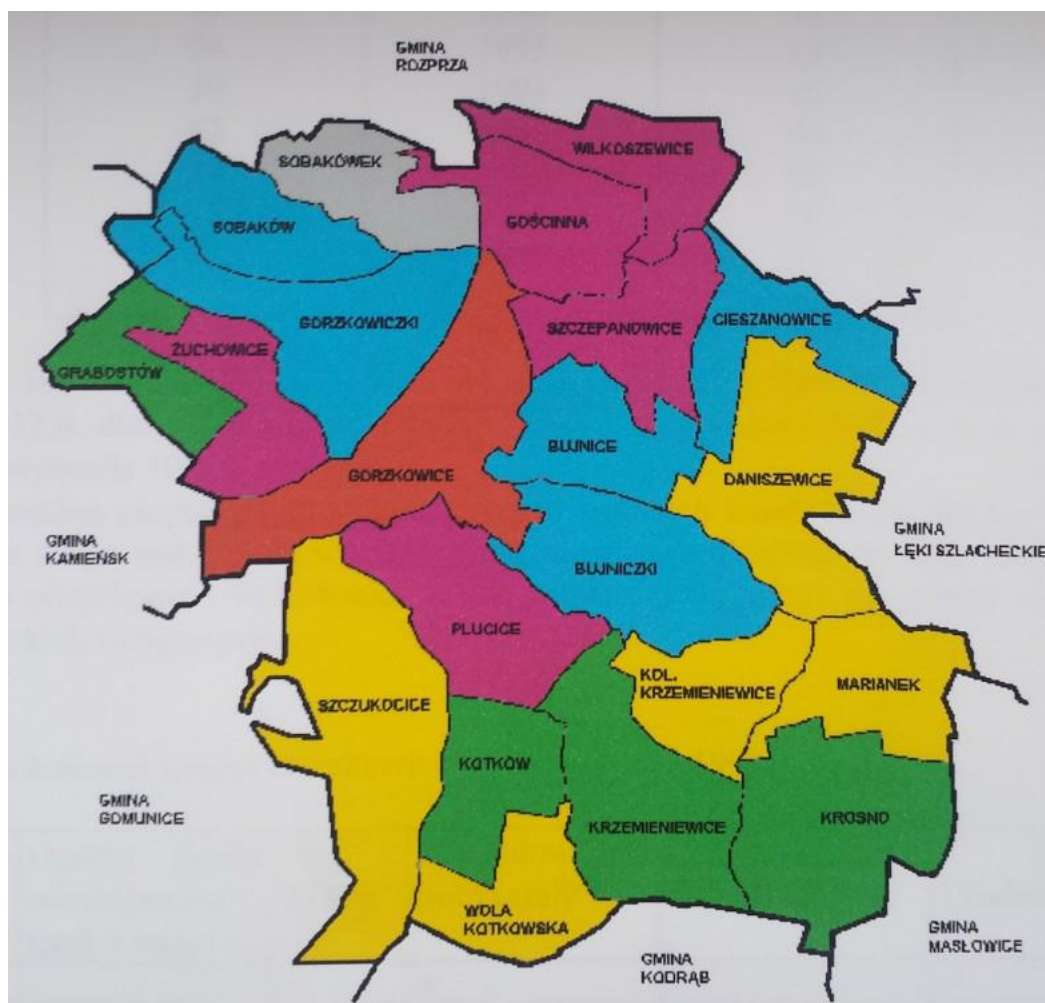 GMINA
ROZPRZA
WILKOSZEWICE
SOBAKÓWEK
GOŚCINNA
SOBAKÓW
GORZKOWICZKI
SZCZEPANOWICE
CIESZANOWICE
ŻUCHOWICE
GRABOSTÓW
BUJNICE
GORZKOWICE
DANISZEWICE
GMINA
KAMIEŃSK
GMINA
ŁĘKI SZLACHECKIE
BUJNICZKI
PLUCICE
KOL.
KRZEMIENIEWICE
MARIANEK
SZCZUKOCICE
KOTKÓW
GMINA
GOMUNICE
KRZEMIENIEWICE
KROSNO
WOLA
KOTKOWSKA
GMINA
MASŁOWICE
GMINA
KODRĄB